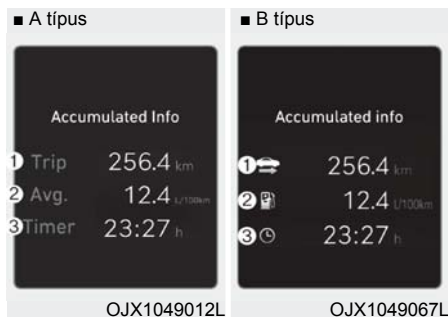 ■ A típus
Accumulated Info
1 Trip 256.4 km
2 Avg. 12.4 L/100km
3 Timer 23:27 h
OJX1049012L
■ B típus
Accumulated info
1 256.4 km
2 12.4 L/100km
3 23:27 h
OJX1049067L